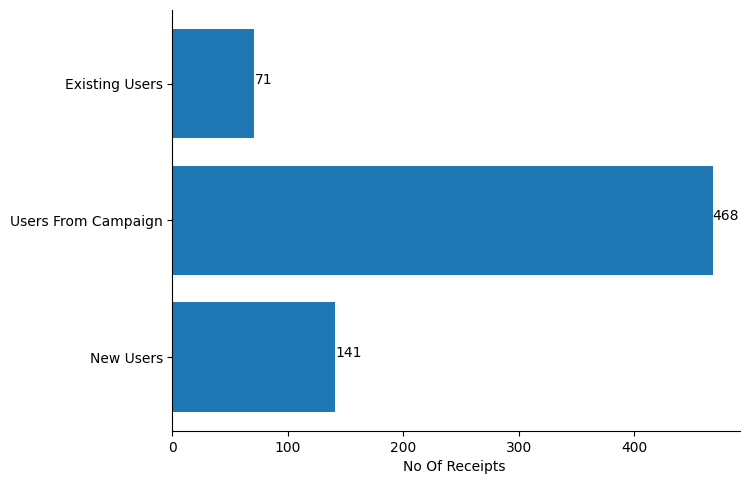 Existing Users
71
Users From Campaign
468
New Users
141
0
100
200
300
400
No Of Receipts